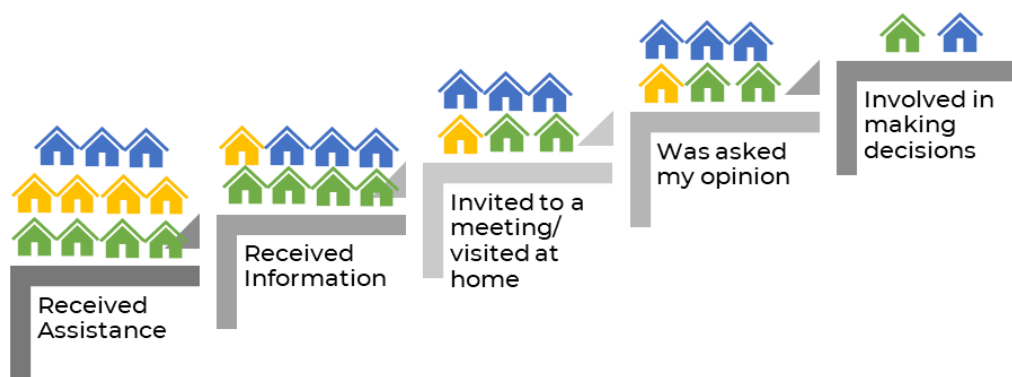 Received
Assistance
Received
Information
Invited to a
meeting/
visited at
home
Was asked
my opinion
Involved in
making
decisions